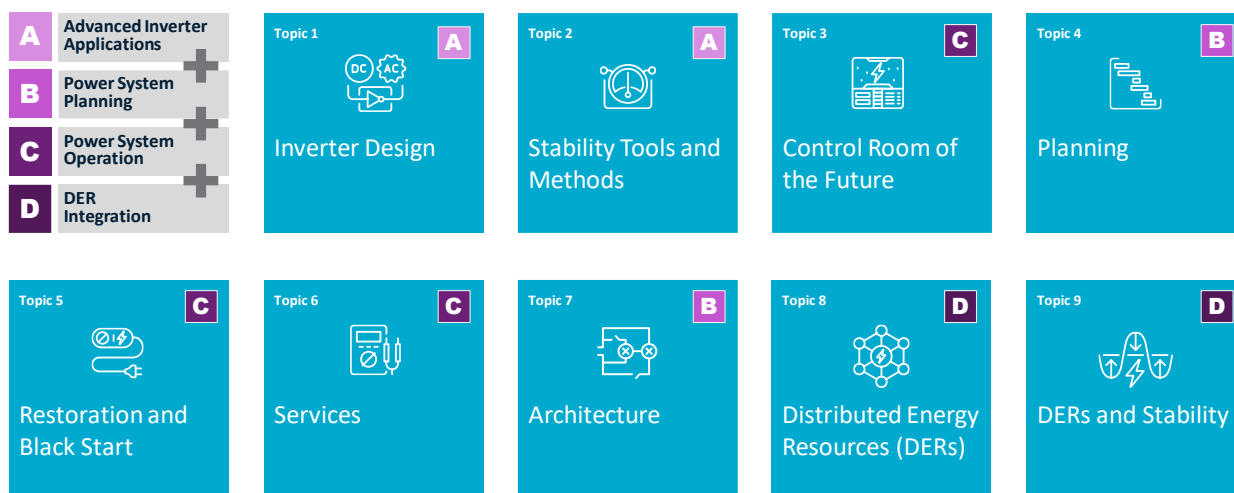 A
Advanced Inverter
Applications
B
Power System
Planning
C
Power System
Operation
D
DER
Integration
Topic 1
A
DC
AC
Inverter Design
Topic 2
A
Stability Tools and
Methods
Topic 3
C
Control Room of
the Future
Topic 4
B
Planning
Topic 5
C
Restoration and
Black Start
Topic 6
C
Services
Topic 7
B
Architecture
Topic 8
D
Distributed Energy
Resources (DERs)
Topic 9
D
DERs and Stability